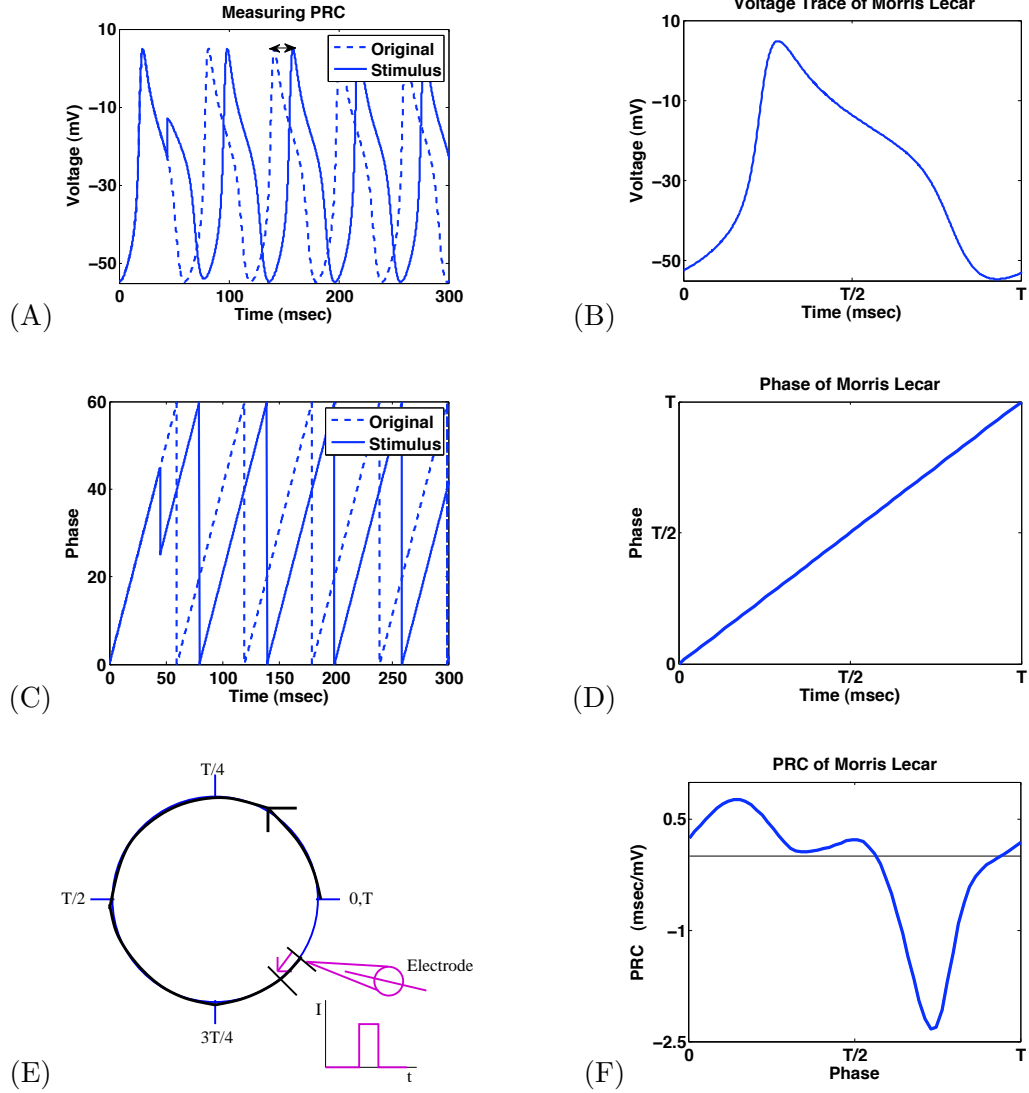 Measuring PRC
10
−10
−30
−50
Voltage (mV)
Original
Stimulus
0
100
200
300
Time (msec)
(A)
Voltage Trace of Morris Lecar
10
−10
−30
−50
Voltage (mV)
0
T/2
T
Time (msec)
(B)
60
40
20
0
Phase
Original
Stimulus
0
50
100
150
200
250
300
Time (msec)
(C)
Phase of Morris Lecar
T
T/2
0
Phase
0
T/2
T
Time (msec)
(D)
T/4
T/2
0,T
3T/4
Electrode
I
t
(E)
PRC of Morris Lecar
0.5
−1
−2.5
PRC (msec/mV)
0
T/2
T
Phase
(F)